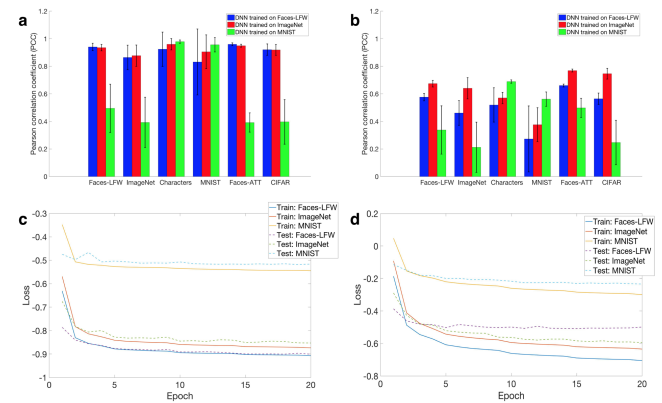 a
Pearson correlation coefficient (PCC)
1.2
1
0.8
0.6
0.4
0.2
0
DNN trained on Faces-LFW
DNN trained on ImageNet
DNN trained on MNIST
Faces-LFW ImageNet Characters MNIST Faces-ATT CIFAR
b
Pearson correlation coefficient (PCC)
1.2
1
0.8
0.6
0.4
0.2
0
DNN trained on Faces-LFW
DNN trained on ImageNet
DNN trained on MNIST
Faces-LFW ImageNet Characters MNIST Faces-ATT CIFAR
c
Loss
-0.3
-0.4
-0.5
-0.6
-0.7
-0.8
-0.9
-1
Train: Faces-LFW
Train: ImageNet
Train: MNIST
Test: Faces-LFW
Test: ImageNet
Test: MNIST
0 5 10 15 20
Epoch
d
Loss
0.2
0
-0.2
-0.4
-0.6
-0.8
Train: Faces-LFW
Train: ImageNet
Train: MNIST
Test: Faces-LFW
Test: ImageNet
Test: MNIST
0 5 10 15 20
Epoch